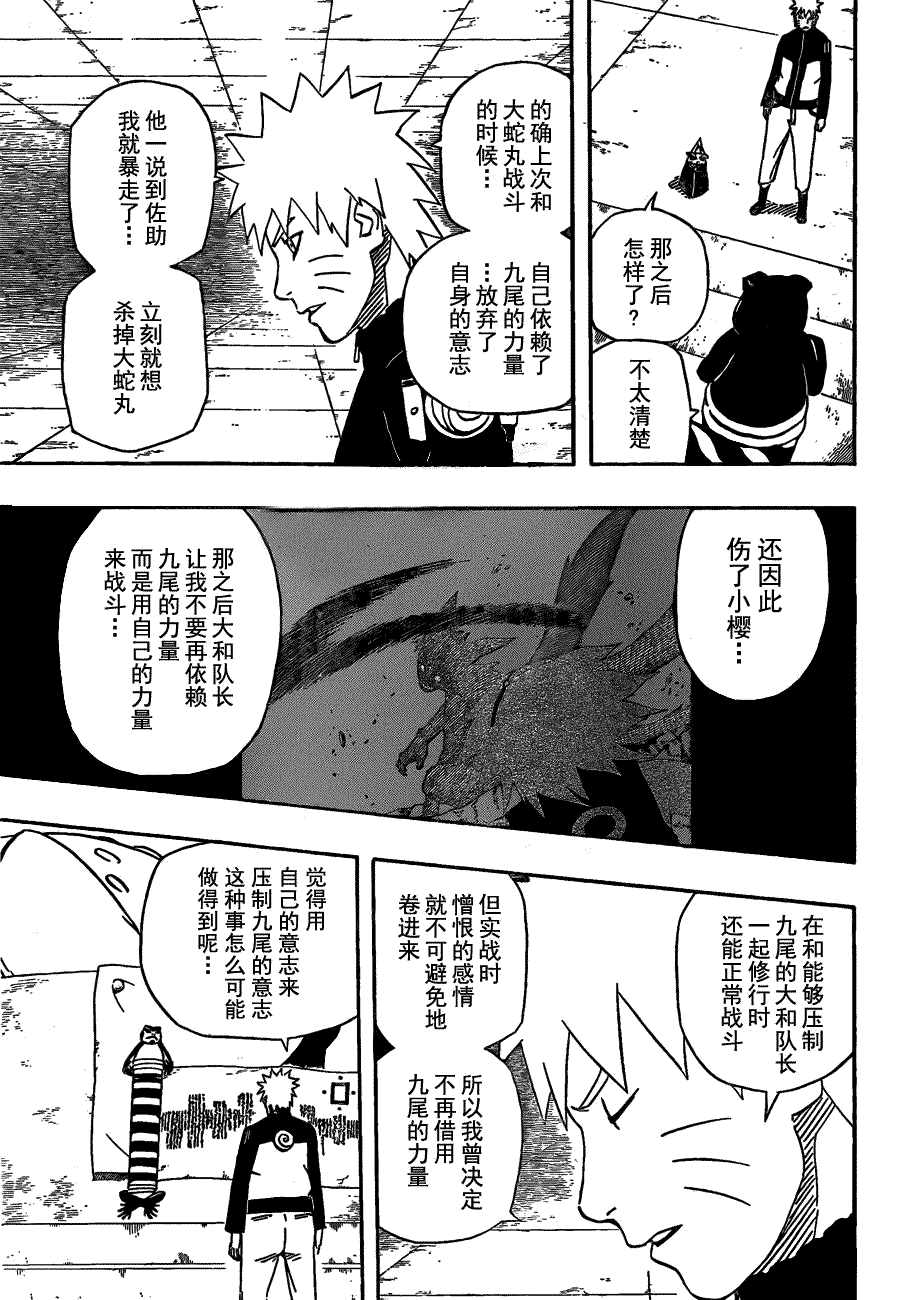 那之后
怎样了?
不太清楚
的确上次和
大蛇丸战斗
的时候…
自己依赖了
九尾的力量
…放弃了
自身的意志
他一说到佐助
我就暴走了…
立刻就想
杀掉大蛇丸
还因此
伤了小樱…
那之后大和队长
让我不要再依赖
九尾的力量
而是用自己的力量
来战斗…
在和能够压制
九尾的大和队长
一起修行时
还能正常战斗
但实战时
憎恨的感情
就不可避免地
卷进来
所以我曾决定
不再借用
九尾的力量
觉得用
自己的意志来
压制九尾的意志
这种事怎么可能
做得到呢…